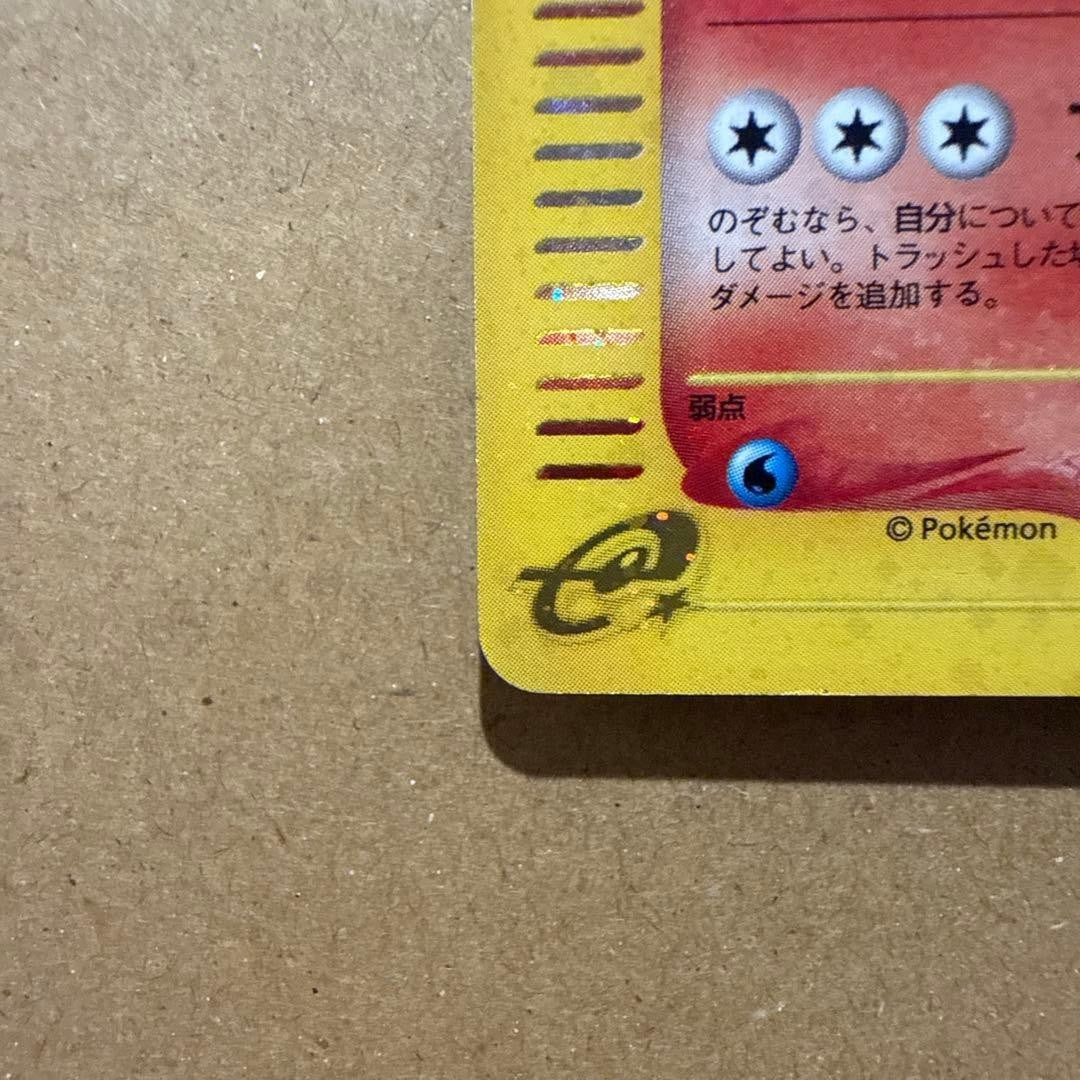 のぞむなら、自分について
してよい。トラッシュした
ダメージを追加する。
弱点
© Pokémon
e